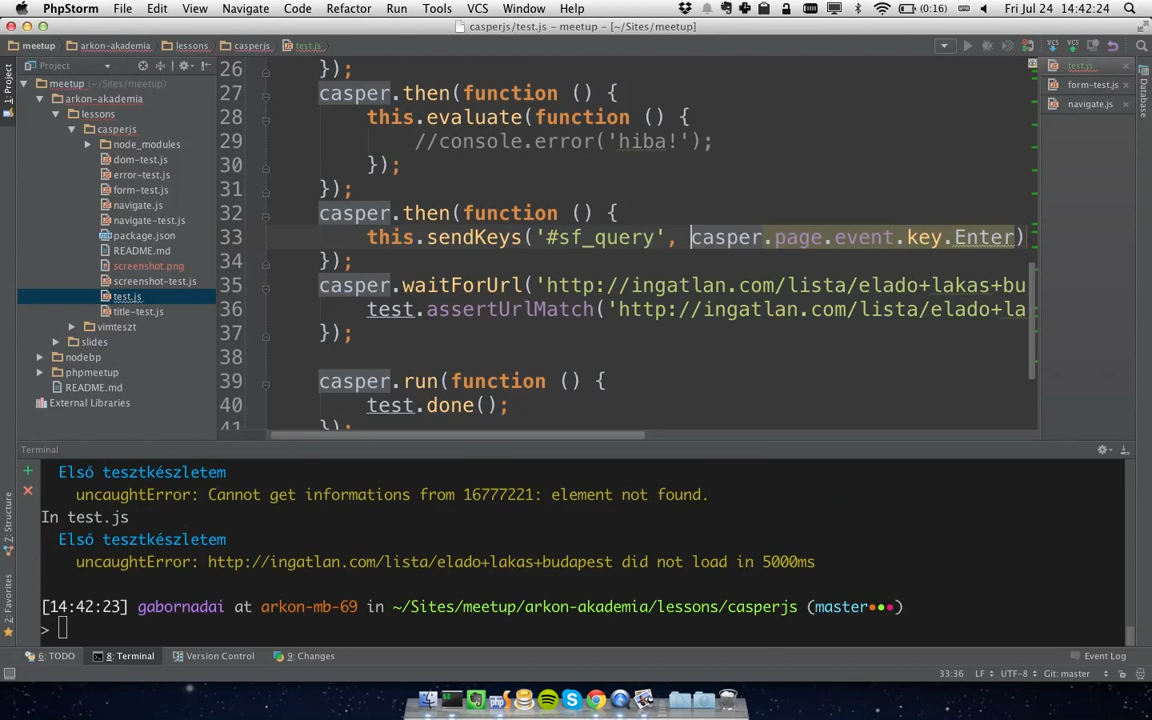 PhpStorm File Edit View Navigate Code Refactor Run Tools VCS Window Help (0:16) Fri Jul 24 14:42:24
casperjs/test.js – meetup – [~/Sites/meetup]
meetup arkon-akademia lessons casperjs test.js
Project
meetup (~/Sites/meetup)
arkon-akademia
lessons
casperjs
node_modules
dom-test.js
error-test.js
form-test.js
navigate.js
navigate-test.js
package.json
README.md
screenshot.png
screenshot-test.js
test.js
title-test.js
vimteszt
slides
nodebp
phpmeetup
README.md
External Libraries
1: Project
7: Structure
2: Favorites
26 });
27 casper.then(function () {
28 this.evaluate(function () {
29 //console.error('hiba!');
30 });
31 });
32 casper.then(function () {
33 this.sendKeys('#sf_query', casper.page.event.key.Enter)
34 });
35 casper.waitForUrl('http://ingatlan.com/lista/elado+lakas+bu
36 test.assertUrlMatch('http://ingatlan.com/lista/elado+la
37 });
38
39 casper.run(function () {
40 test.done();
41 });
test.js
form-test.js
navigate.js
Database
Terminal
Első tesztkészletem
uncaughtError: Cannot get informations from 16777221: element not found.
In test.js
Első tesztkészletem
uncaughtError: http://ingatlan.com/lista/elado+lakas+budapest did not load in 5000ms
[14:42:23] gabornadai at arkon-mb-69 in ~/Sites/meetup/arkon-akademia/lessons/casperjs (master●●●)
>
6: TODO 8: Terminal Version Control 9: Changes Event Log
33:36 LF UTF-8 Git: master